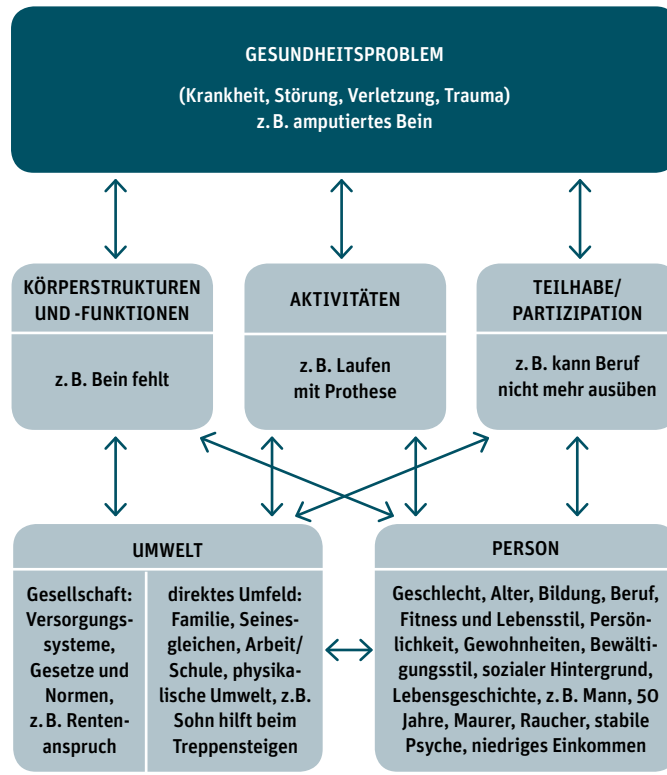 GESUNDHEITSPROBLEM
(Krankheit, Störung, Verletzung, Trauma)
z. B. amputiertes Bein
KÖRPERSTRUKTUREN
UND -FUNKTIONEN
z. B. Bein fehlt
AKTIVITÄTEN
z. B. Laufen
mit Prothese
TEILHABE/
PARTIZIPATION
z. B. kann Beruf
nicht mehr ausüben
UMWELT
Gesellschaft:
Versorgungs-
systeme,
Gesetze und
Normen,
z. B. Renten-
anspruch
direktes Umfeld:
Familie, Seines-
gleichen, Arbeit/
Schule, physika-
lische Umwelt, z.B.
Sohn hilft beim
Treppensteigen
PERSON
Geschlecht, Alter, Bildung, Beruf,
Fitness und Lebensstil, Persön-
lichkeit, Gewohnheiten, Bewälti-
gungsstil, sozialer Hintergrund,
Lebensgeschichte, z. B. Mann, 50
Jahre, Maurer, Raucher, stabile
Psyche, niedriges Einkommen